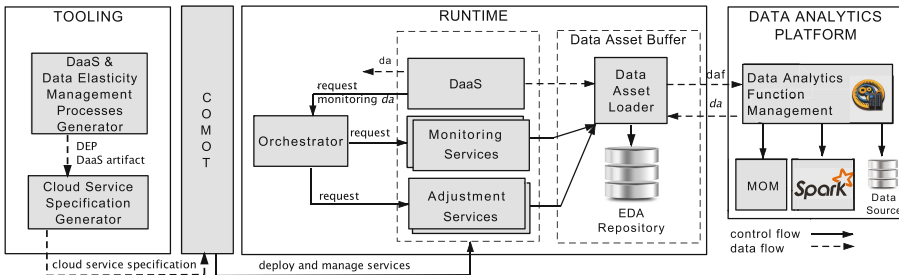 TOOLING
DaaS &
Data Elasticity
Management
Processes
Generator
DEP
DaaS artifact
Cloud Service
Specification
Generator
cloud service specification
COMOT
RUNTIME
da
DaaS
request
monitoring da
Orchestrator
request
Monitoring
Services
request
Adjustment
Services
deploy and manage services
Data Asset Buffer
Data
Asset
Loader
EDA
Repository
daf
da
DATA ANALYTICS
PLATFORM
Data Analytics
Function
Management
MOM
Spark
Data
Source
control flow
data flow